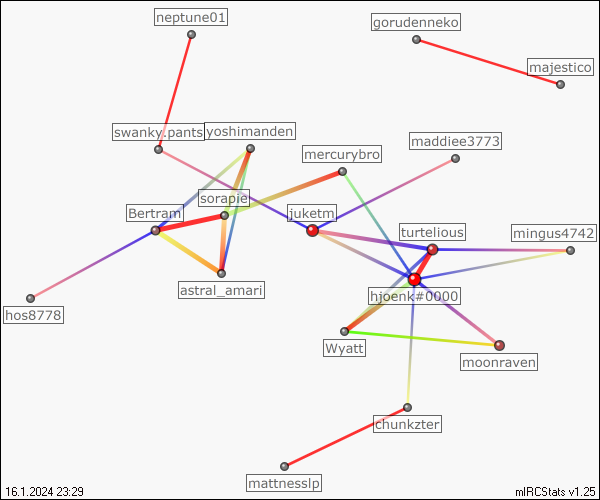 neptune01
gorudenneko
majestico
swanky.pants
yoshimanden
maddiee3773
mercurybro
sorapie
Bertram
juketm
turtelious
mingus4742
astral_amari
hjoenk#0000
hos8778
Wyatt
moonraven
chunkzter
mattnesslp
16.1.2024 23:29
mIRCStats v1.25